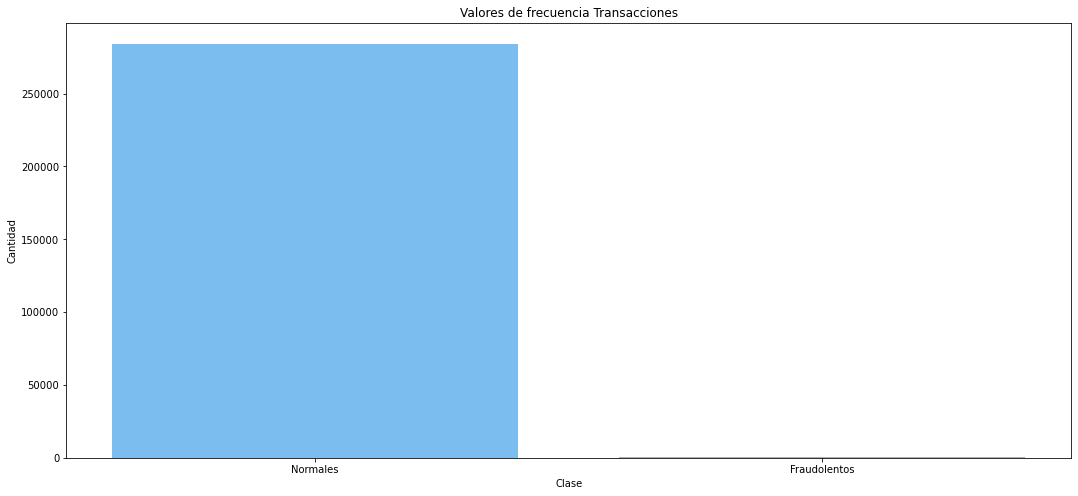 Valores de frecuencia Transacciones
Cantidad
250000
200000
150000
100000
50000
0
Normales
Fraudolentos
Clase